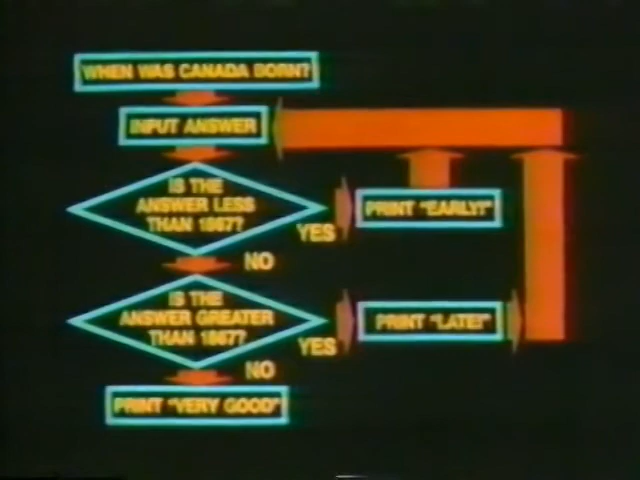 WHEN WAS CANADA BORN?
INPUT ANSWER
IS THE
ANSWER LESS
THAN 1867?
YES
PRINT "EARLY!"
NO
IS THE
ANSWER GREATER
THAN 1867?
YES
PRINT "LATE!"
NO
PRINT "VERY GOOD"